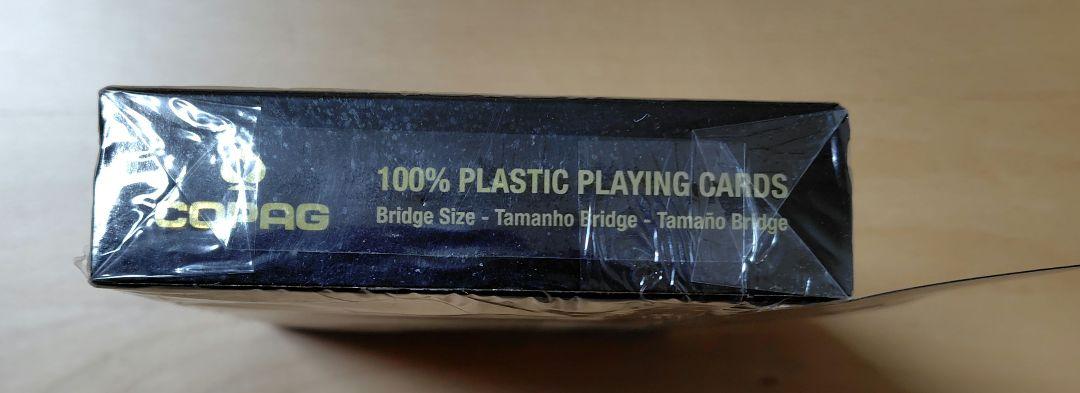 COPAG
100% PLASTIC PLAYING CARDS
Bridge Size - Tamanho Bridge - Tamaño Bridge